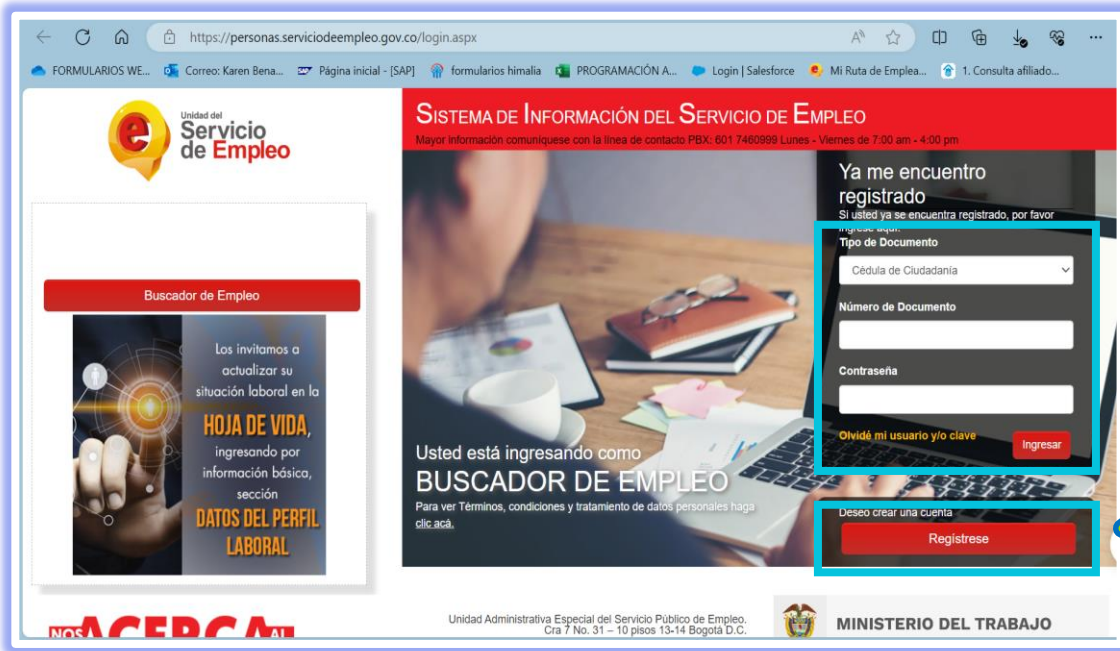 https://personas.serviciodeempleo.gov.co/login.aspx
FORMULARIOS WE... Correo: Karen Bena... Página inicial - [SAP] formularios himalia PROGRAMACIÓN A... Login | Salesforce Mi Ruta de Emplea... 1. Consulta afiliado...
Unidad del
Servicio
de Empleo
SISTEMA DE INFORMACIÓN DEL SERVICIO DE EMPLEO
Mayor información comuníquese con la línea de contacto PBX: 601 7460999 Lunes - Viernes de 7:00 am - 4:00 pm
Buscador de Empleo
Los invitamos a
actualizar su
situación laboral en la
HOJA DE VIDA,
ingresando por
información básica,
sección
DATOS DEL PERFIL
LABORAL
Usted está ingresando como
BUSCADOR DE EMPLEO
Para ver Términos, condiciones y tratamiento de datos personales haga
clic acá.
Ya me encuentro
registrado
Si usted ya se encuentra registrado, por favor
ingrese aquí.
Tipo de Documento
Cédula de Ciudadanía
Número de Documento
Contraseña
Olvidé mi usuario y/o clave
Ingresar
Deseo crear una cuenta
Regístrese
NOS ACERCA AL
Unidad Administrativa Especial del Servicio Público de Empleo.
Cra 7 No. 31 – 10 pisos 13-14 Bogotá D.C.
MINISTERIO DEL TRABAJO